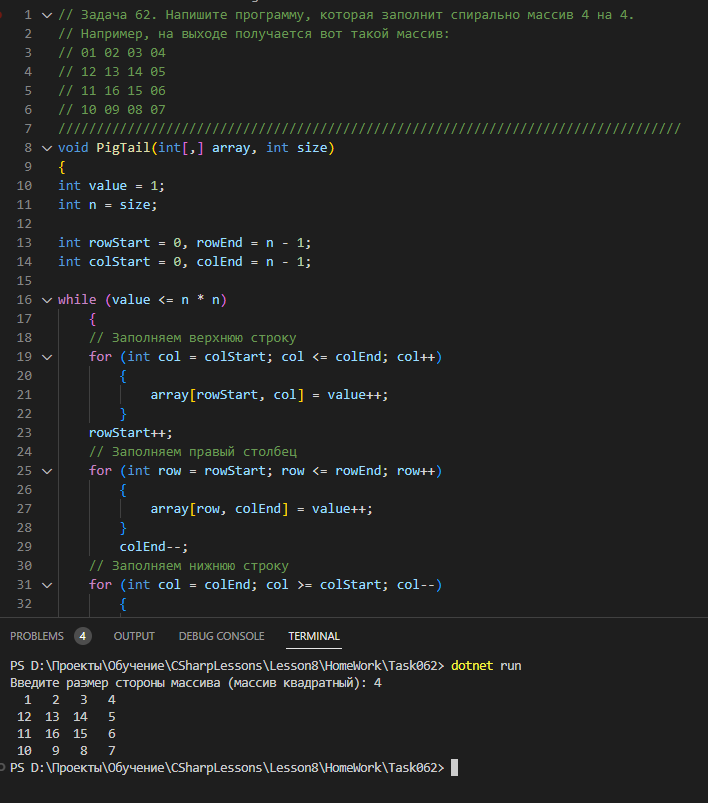 1 // Задача 62. Напишите программу, которая заполнит спирально массив 4 на 4.
2 // Например, на выходе получается вот такой массив:
3 // 01 02 03 04
4 // 12 13 14 05
5 // 11 16 15 06
6 // 10 09 08 07
7 /////////////////////////////////////////////////////////////////////////////////
8 void PigTail(int[,] array, int size)
9 {
10 int value = 1;
11 int n = size;
12
13 int rowStart = 0, rowEnd = n - 1;
14 int colStart = 0, colEnd = n - 1;
15
16 while (value <= n * n)
17 {
18 // Заполняем верхнюю строку
19 for (int col = colStart; col <= colEnd; col++)
20 {
21 array[rowStart, col] = value++;
22 }
23 rowStart++;
24 // Заполняем правый столбец
25 for (int row = rowStart; row <= rowEnd; row++)
26 {
27 array[row, colEnd] = value++;
28 }
29 colEnd--;
30 // Заполняем нижнюю строку
31 for (int col = colEnd; col >= colStart; col--)
32 {
PROBLEMS 4 OUTPUT DEBUG CONSOLE TERMINAL
PS D:\Проекты\Обучение\CSharpLessons\Lesson8\HomeWork\Task062> dotnet run
Введите размер стороны массива (массив квадратный): 4
1 2 3 4
12 13 14 5
11 16 15 6
10 9 8 7
PS D:\Проекты\Обучение\CSharpLessons\Lesson8\HomeWork\Task062>